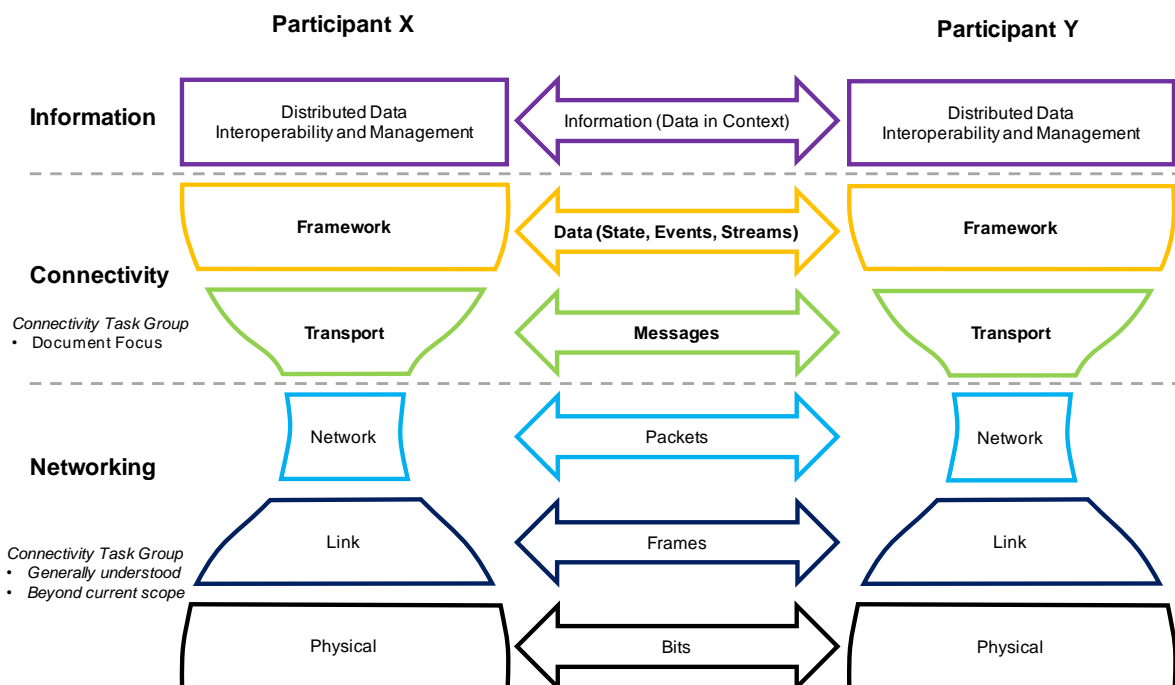 Participant X
Participant Y
Information
Distributed Data
Interoperability and Management
Information (Data in Context)
Distributed Data
Interoperability and Management
Framework
Data (State, Events, Streams)
Framework
Connectivity
Connectivity Task Group
• Document Focus
Transport
Messages
Transport
Network
Packets
Network
Networking
Link
Frames
Link
Connectivity Task Group
• Generally understood
• Beyond current scope
Physical
Bits
Physical